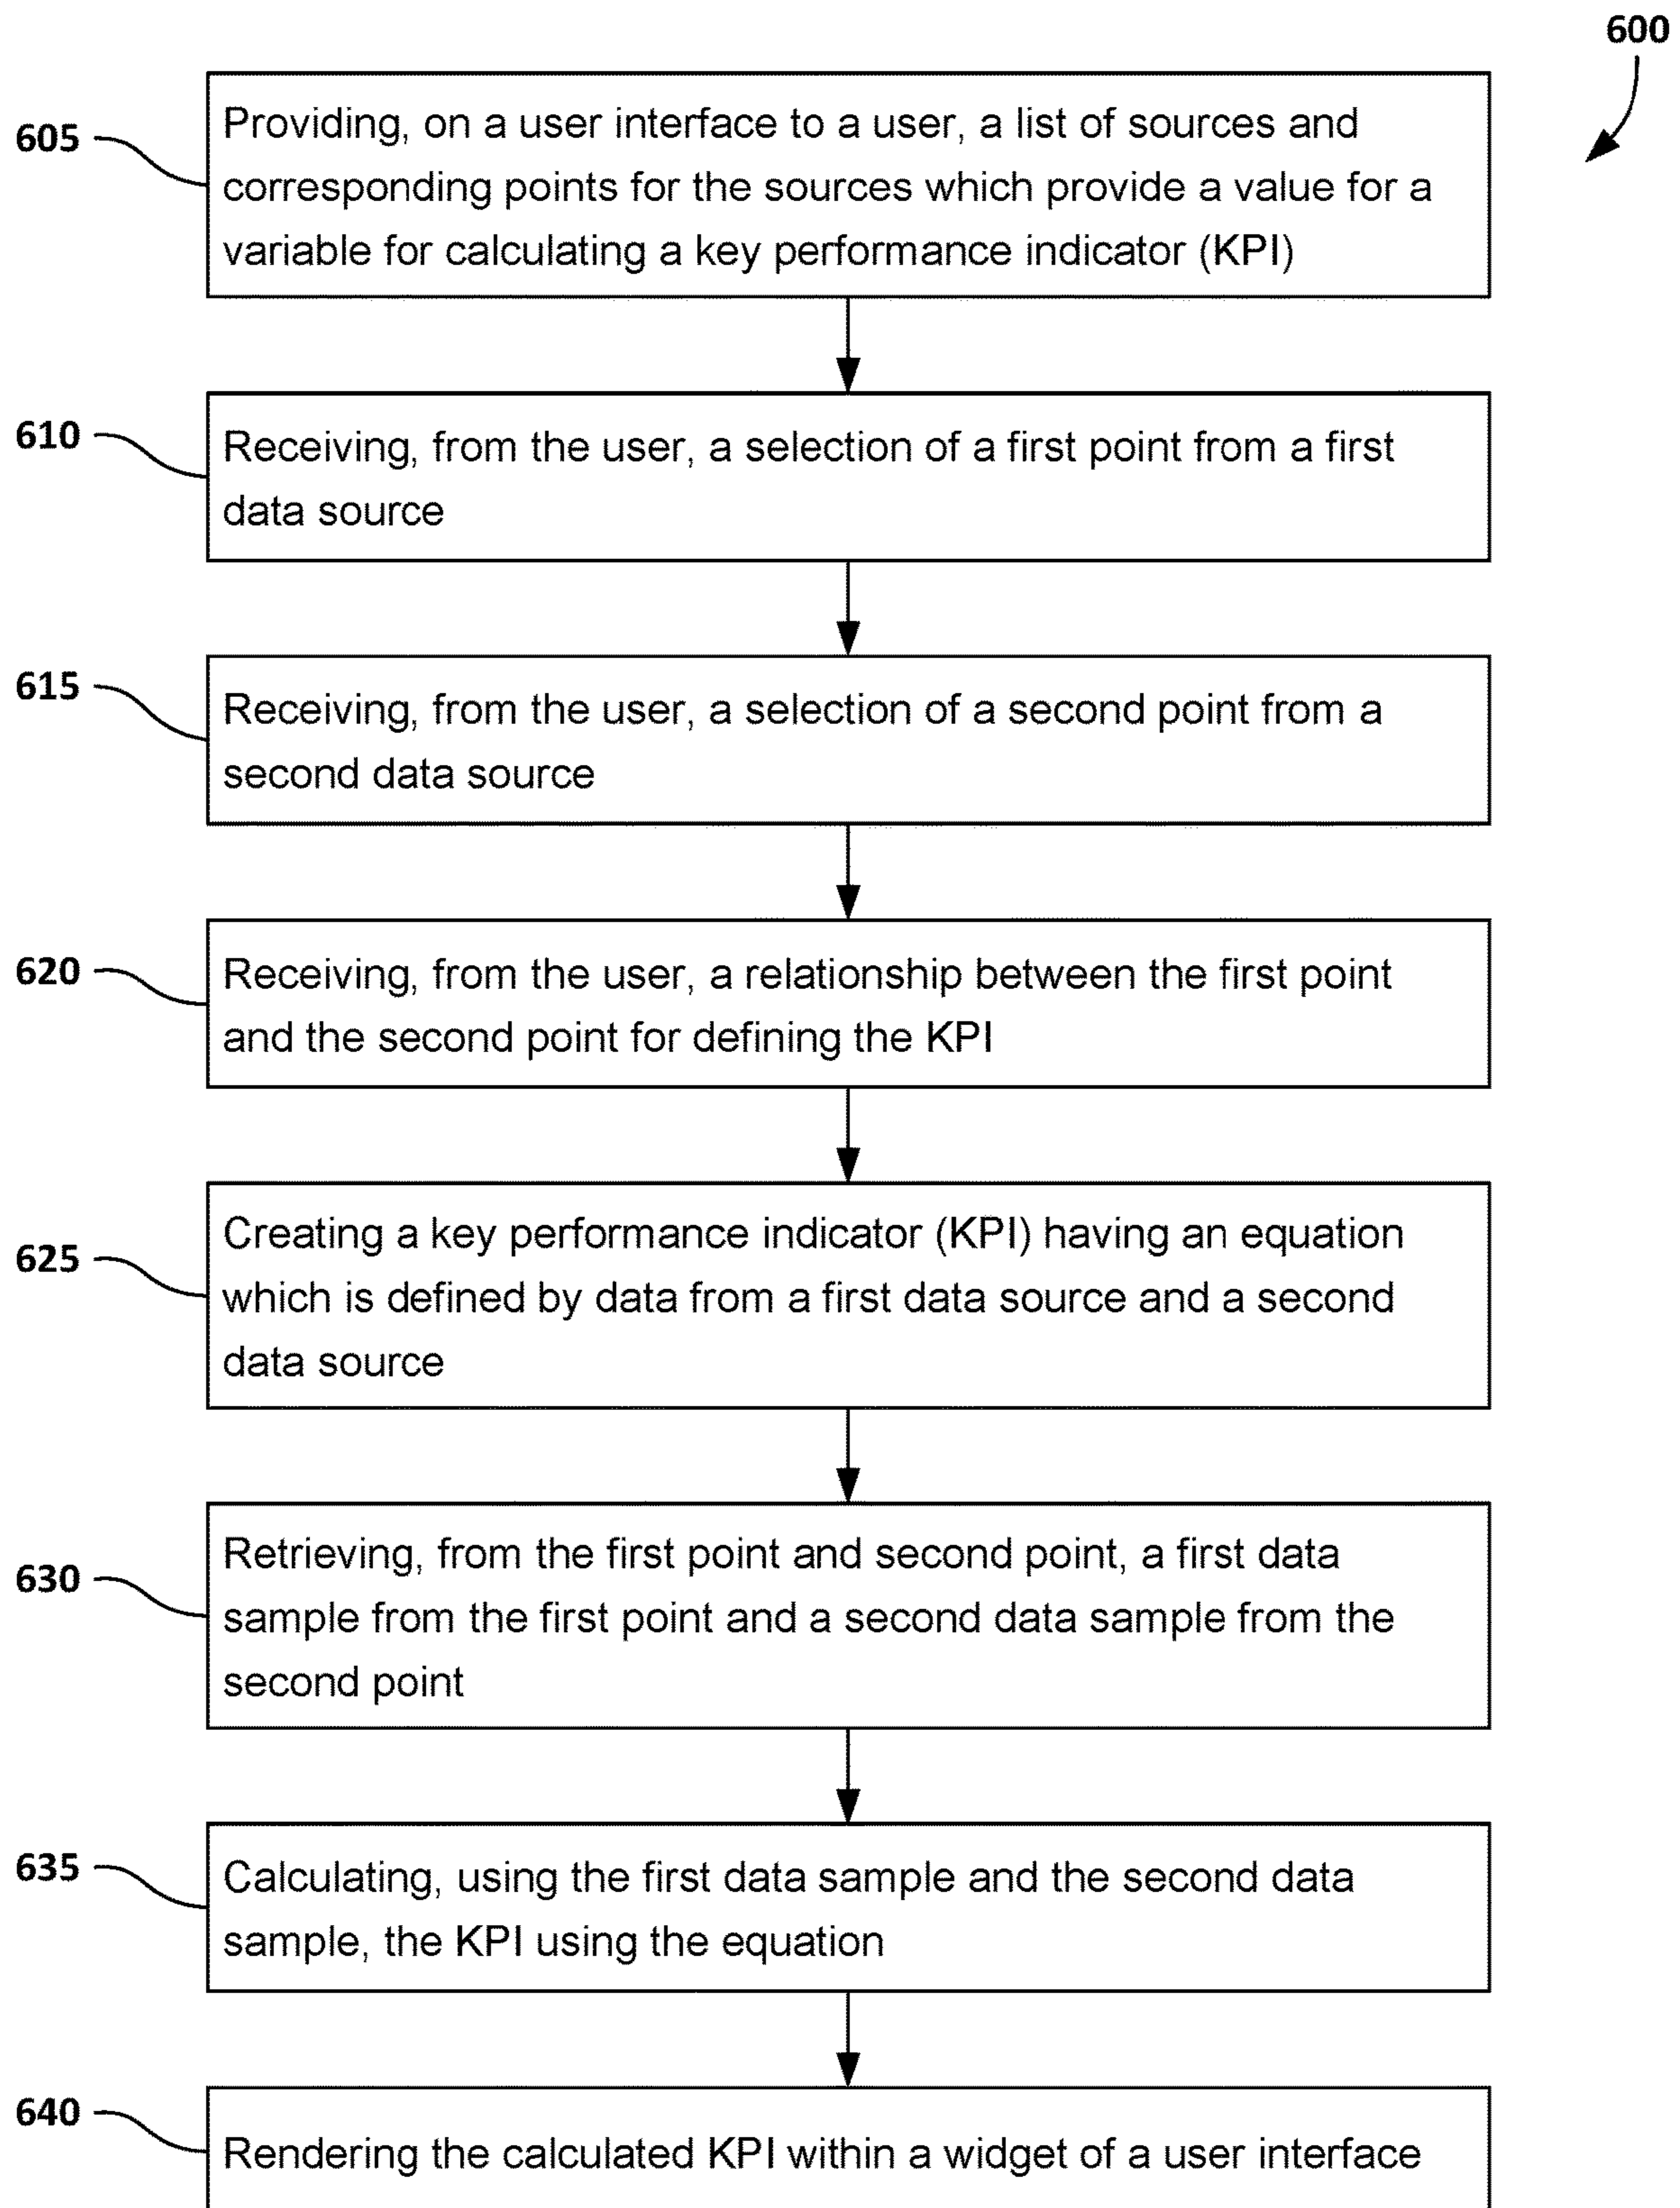 600
605
Providing, on a user interface to a user, a list of sources and
corresponding points for the sources which provide a value for a
variable for calculating a key performance indicator (KPI)
610
Receiving, from the user, a selection of a first point from a first
data source
615
Receiving, from the user, a selection of a second point from a
second data source
620
Receiving, from the user, a relationship between the first point
and the second point for defining the KPI
625
Creating a key performance indicator (KPI) having an equation
which is defined by data from a first data source and a second
data source
630
Retrieving, from the first point and second point, a first data
sample from the first point and a second data sample from the
second point
635
Calculating, using the first data sample and the second data
sample, the KPI using the equation
640
Rendering the calculated KPI within a widget of a user interface